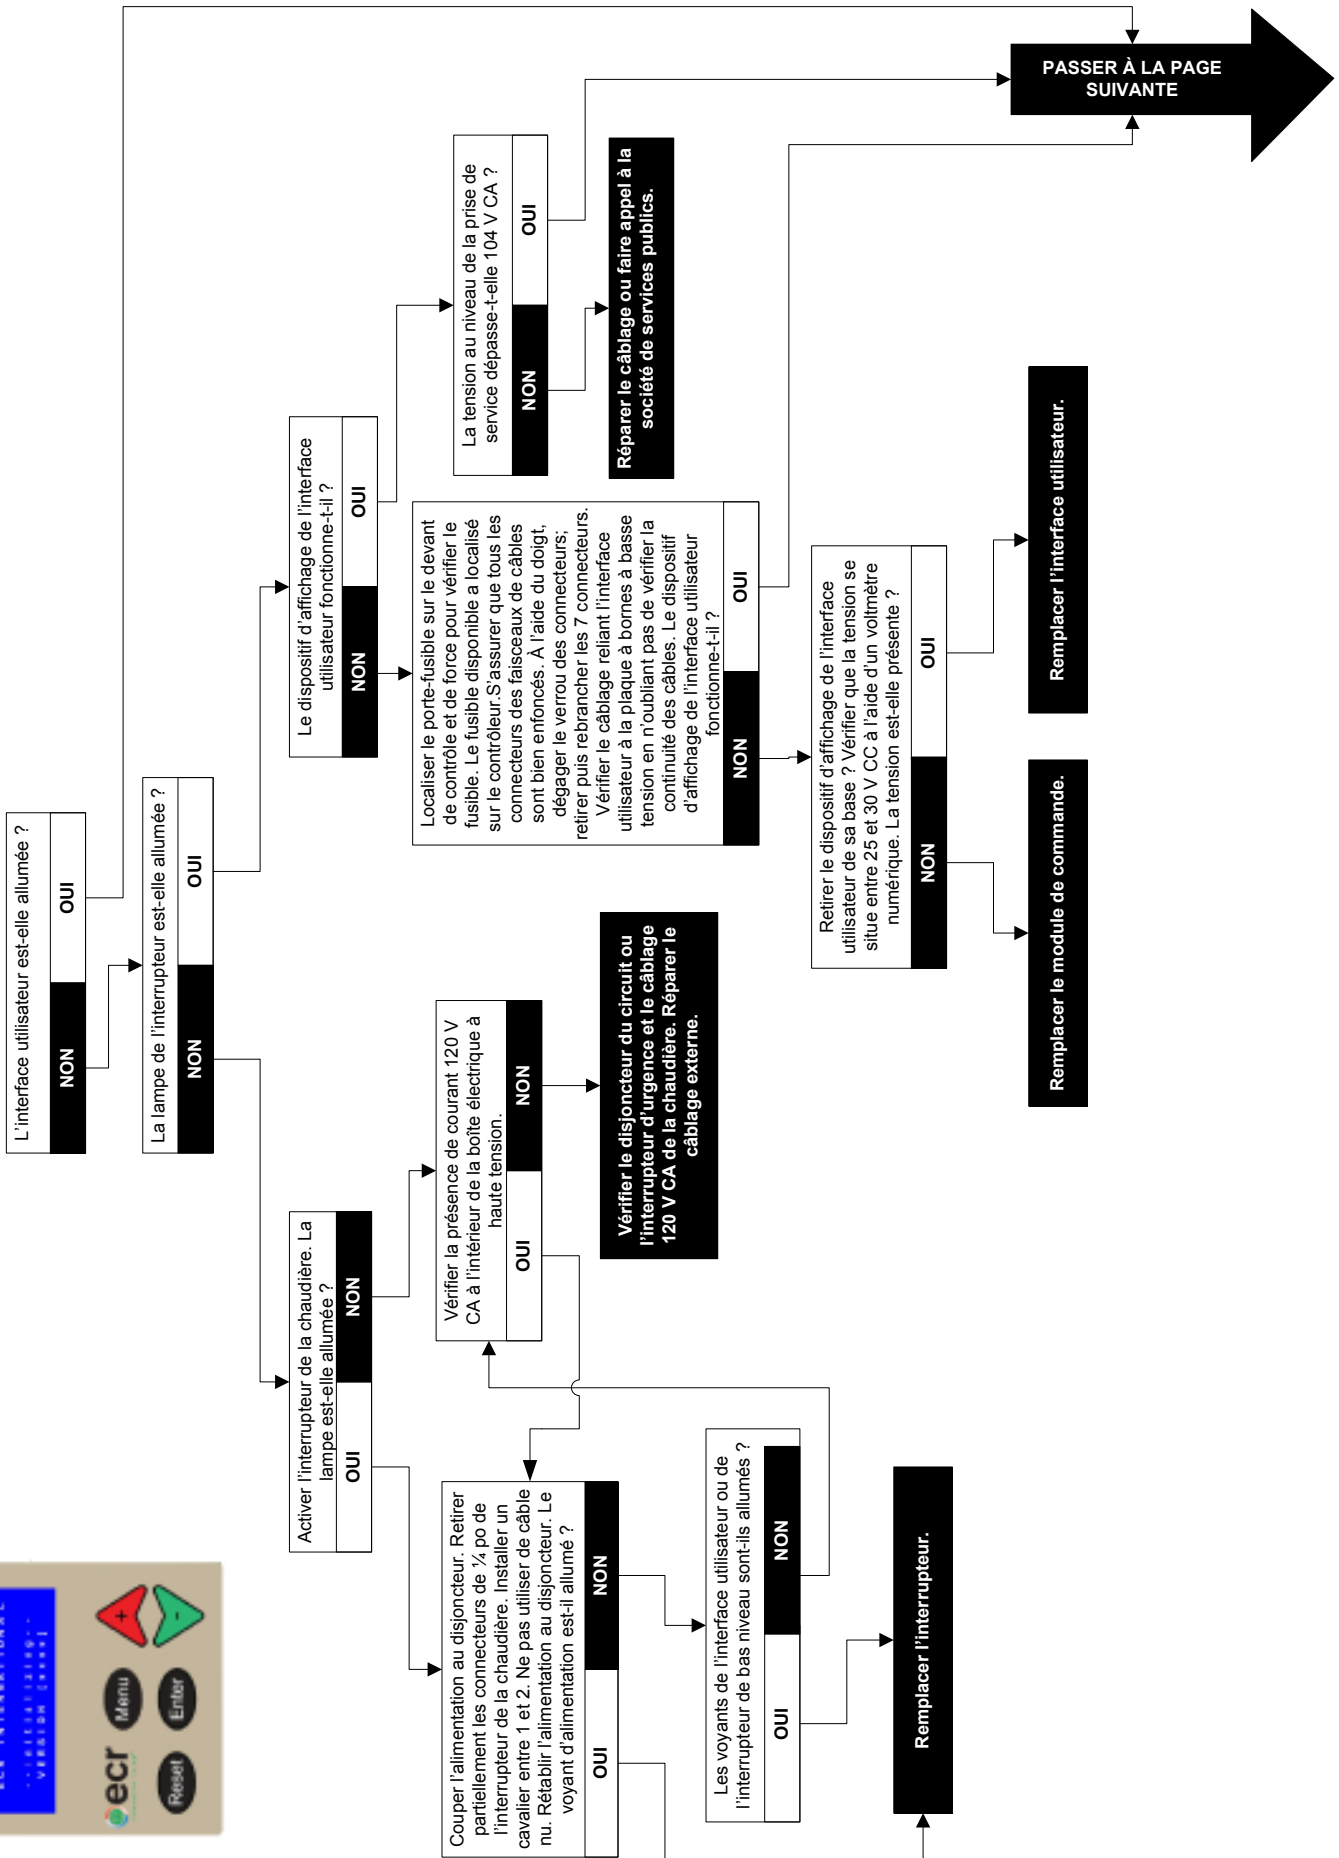 ECR INTERNATIONAL
--initializing--
VERSION [###]
ecr
Menu
Reset
Enter
+
-
L'interface utilisateur est-elle allumée ?
NON
OUI
La lampe de l'interrupteur est-elle allumée ?
NON
OUI
Activer l'interrupteur de la chaudière. La
lampe est-elle allumée ?
OUI
NON
Le dispositif d'affichage de l'interface
utilisateur fonctionne-t-il ?
NON
OUI
Couper l'alimentation au disjoncteur. Retirer
partiellement les connecteurs de ¼ po de
l'interrupteur de la chaudière. Installer un
cavalier entre 1 et 2. Ne pas utiliser de câble
nu. Rétablir l'alimentation au disjoncteur. Le
voyant d'alimentation est-il allumé ?
OUI
NON
Vérifier la présence de courant 120 V
CA à l'intérieur de la boîte électrique à
haute tension.
OUI
NON
Localiser le porte-fusible sur le devant
de contrôle et de force pour vérifier le
fusible. Le fusible disponible a localisé
sur le contrôleur.S'assurer que tous les
connecteurs des faisceaux de câbles
sont bien enfoncés. À l'aide du doigt,
dégager le verrou des connecteurs;
retirer puis rebrancher les 7 connecteurs.
Vérifier le câblage reliant l'interface
utilisateur à la plaque à bornes à basse
tension en n'oubliant pas de vérifier la
continuité des câbles. Le dispositif
d'affichage de l'interface utilisateur
fonctionne-t-il ?
NON
OUI
La tension au niveau de la prise de
service dépasse-t-elle 104 V CA ?
NON
OUI
Réparer le câblage ou faire appel à la
société de services publics.
Vérifier le disjoncteur du circuit ou
l'interrupteur d'urgence et le câblage
120 V CA de la chaudière. Réparer le
câblage externe.
Les voyants de l'interface utilisateur ou de
l'interrupteur de bas niveau sont-ils allumés ?
OUI
NON
Retirer le dispositif d'affichage de l'interface
utilisateur de sa base ? Vérifier que la tension se
situe entre 25 et 30 V CC à l'aide d'un voltmètre
numérique. La tension est-elle présente ?
NON
OUI
Remplacer l'interrupteur.
Remplacer le module de commande.
Remplacer l'interface utilisateur.
PASSER À LA PAGE
SUIVANTE